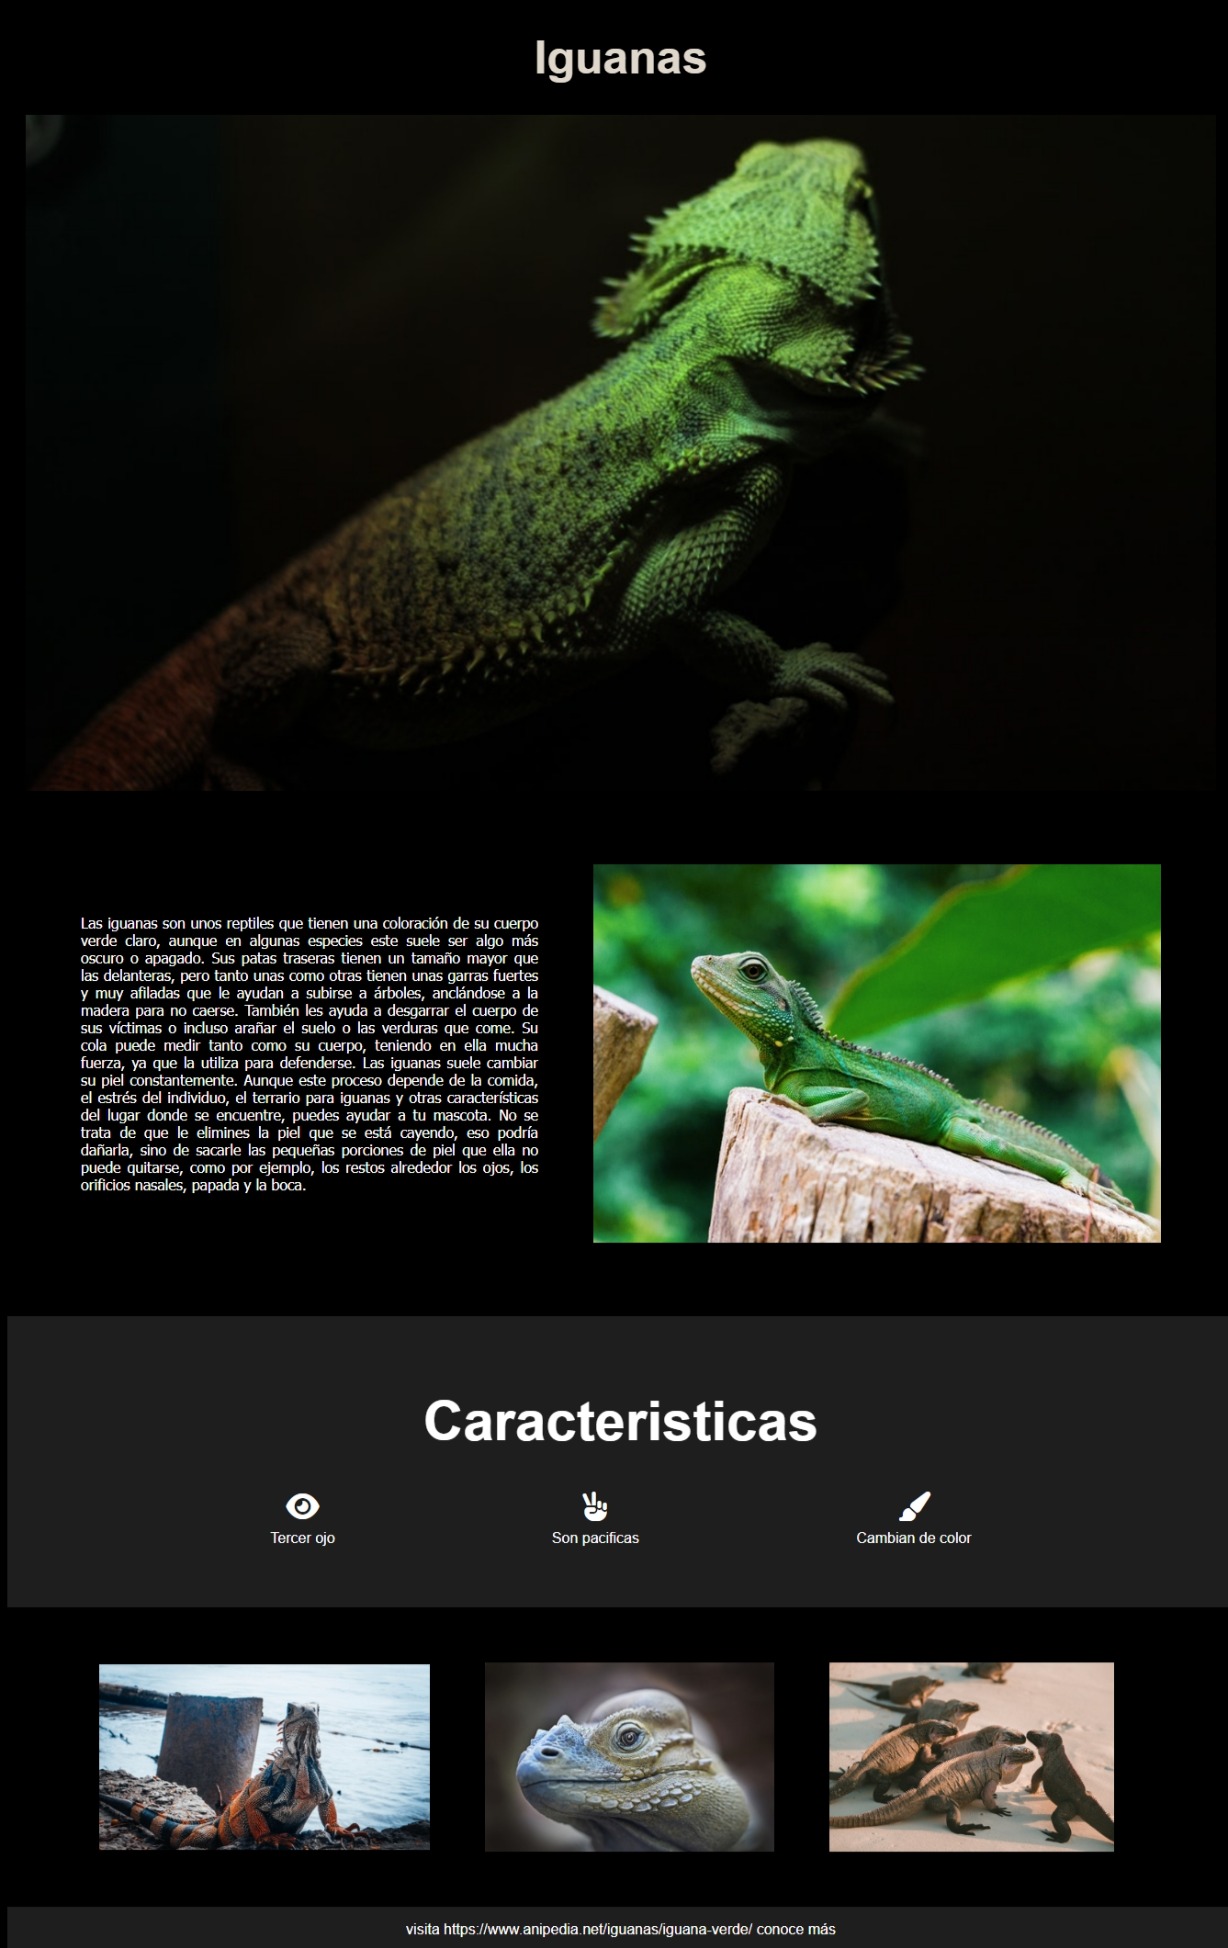 Iguanas
Las iguanas son unos reptiles que tienen una coloración de su cuerpo
verde claro, aunque en algunas especies este suele ser algo más
oscuro o apagado. Sus patas traseras tienen un tamaño mayor que
las delanteras, pero tanto unas como otras tienen unas garras fuertes
y muy afiladas que le ayudan a subirse a árboles, anclándose a la
madera para no caerse. También les ayuda a desgarrar el cuerpo de
sus víctimas o incluso arañar el suelo o las verduras que come. Su
cola puede medir tanto como su cuerpo, teniendo en ella mucha
fuerza, ya que la utiliza para defenderse. Las iguanas suele cambiar
su piel constantemente. Aunque este proceso depende de la comida,
el estrés del individuo, el terrario para iguanas y otras características
del lugar donde se encuentre, puedes ayudar a tu mascota. No se
trata de que le elimines la piel que se está cayendo, eso podría
dañarla, sino de sacarle las pequeñas porciones de piel que ella no
puede quitarse, como por ejemplo, los restos alrededor los ojos, los
orificios nasales, papada y la boca.
Caracteristicas
Tercer ojo
Son pacificas
Cambian de color
visita https://www.anipedia.net/iguanas/iguana-verde/ conoce más